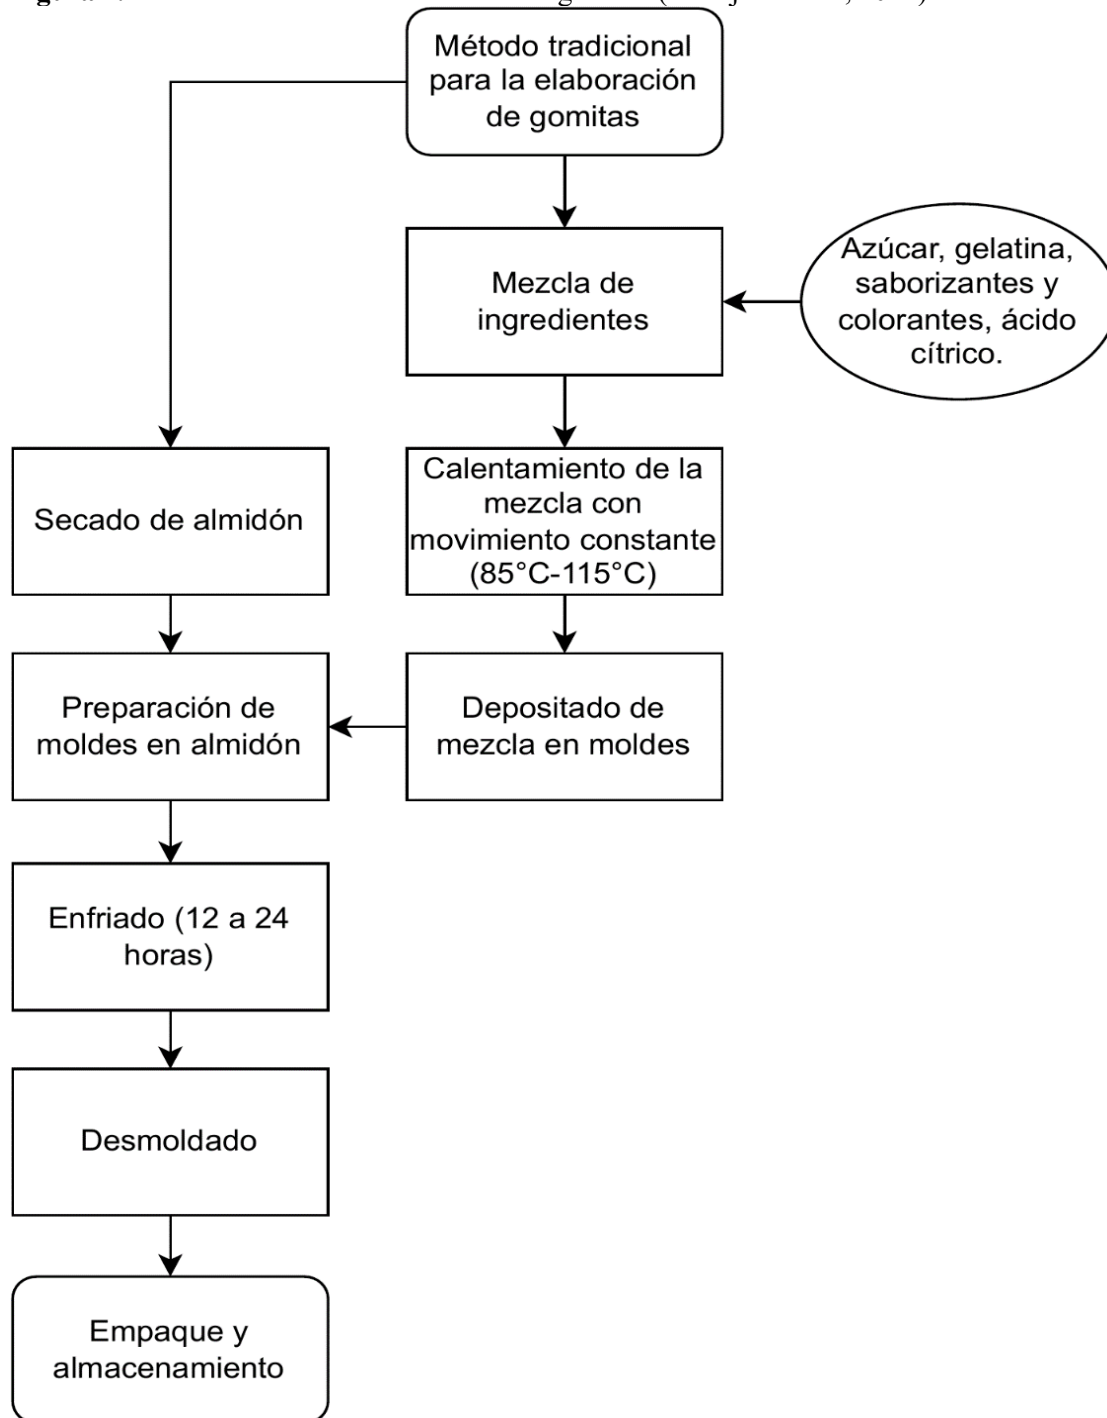 Método tradicional
para la elaboración
de gomitas
Mezcla de
ingredientes
Azúcar, gelatina,
saborizantes y
colorantes, ácido
cítrico.
Secado de almidón
Calentamiento de la
mezcla con
movimiento constante
(85°C-115°C)
Preparación de
moldes en almidón
Depositado de
mezcla en moldes
Enfriado (12 a 24
horas)
Desmoldado
Empaque y
almacenamiento